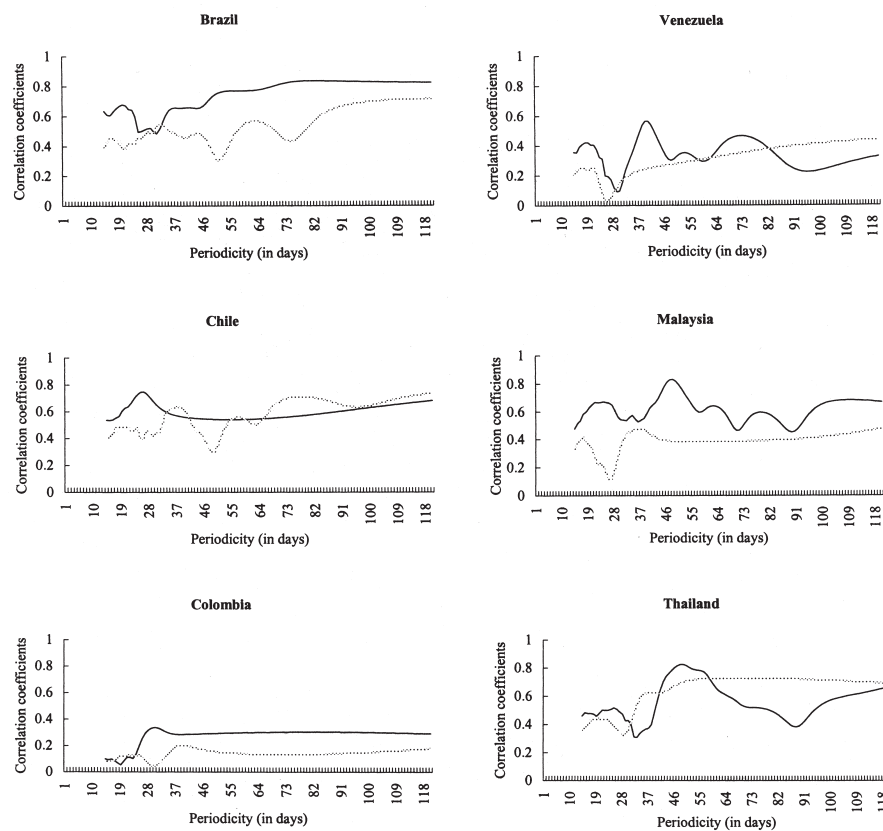 Brazil
Correlation coefficients
1
0.8
0.6
0.4
0.2
0
1 10 19 28 37 46 55 64 73 82 91 100 109 118
Periodicity (in days)
Venezuela
Correlation coefficients
1
0.8
0.6
0.4
0.2
0
1 10 19 28 37 46 55 64 73 82 91 100 109 118
Periodicity (in days)
Chile
Correlation coefficients
1
0.8
0.6
0.4
0.2
0
1 10 19 28 37 46 55 64 73 82 91 100 109 118
Periodicity (in days)
Malaysia
Correlation coefficients
1
0.8
0.6
0.4
0.2
0
1 10 19 28 37 46 55 64 73 82 91 100 109 118
Periodicity (in days)
Colombia
Correlation coefficients
1
0.8
0.6
0.4
0.2
0
1 10 19 28 37 46 55 64 73 82 91 100 109 118
Periodicity (in days)
Thailand
Correlation coefficients
1
0.8
0.6
0.4
0.2
0
1 10 19 28 37 46 55 64 73 82 91 100 109 118
Periodicity (in days)